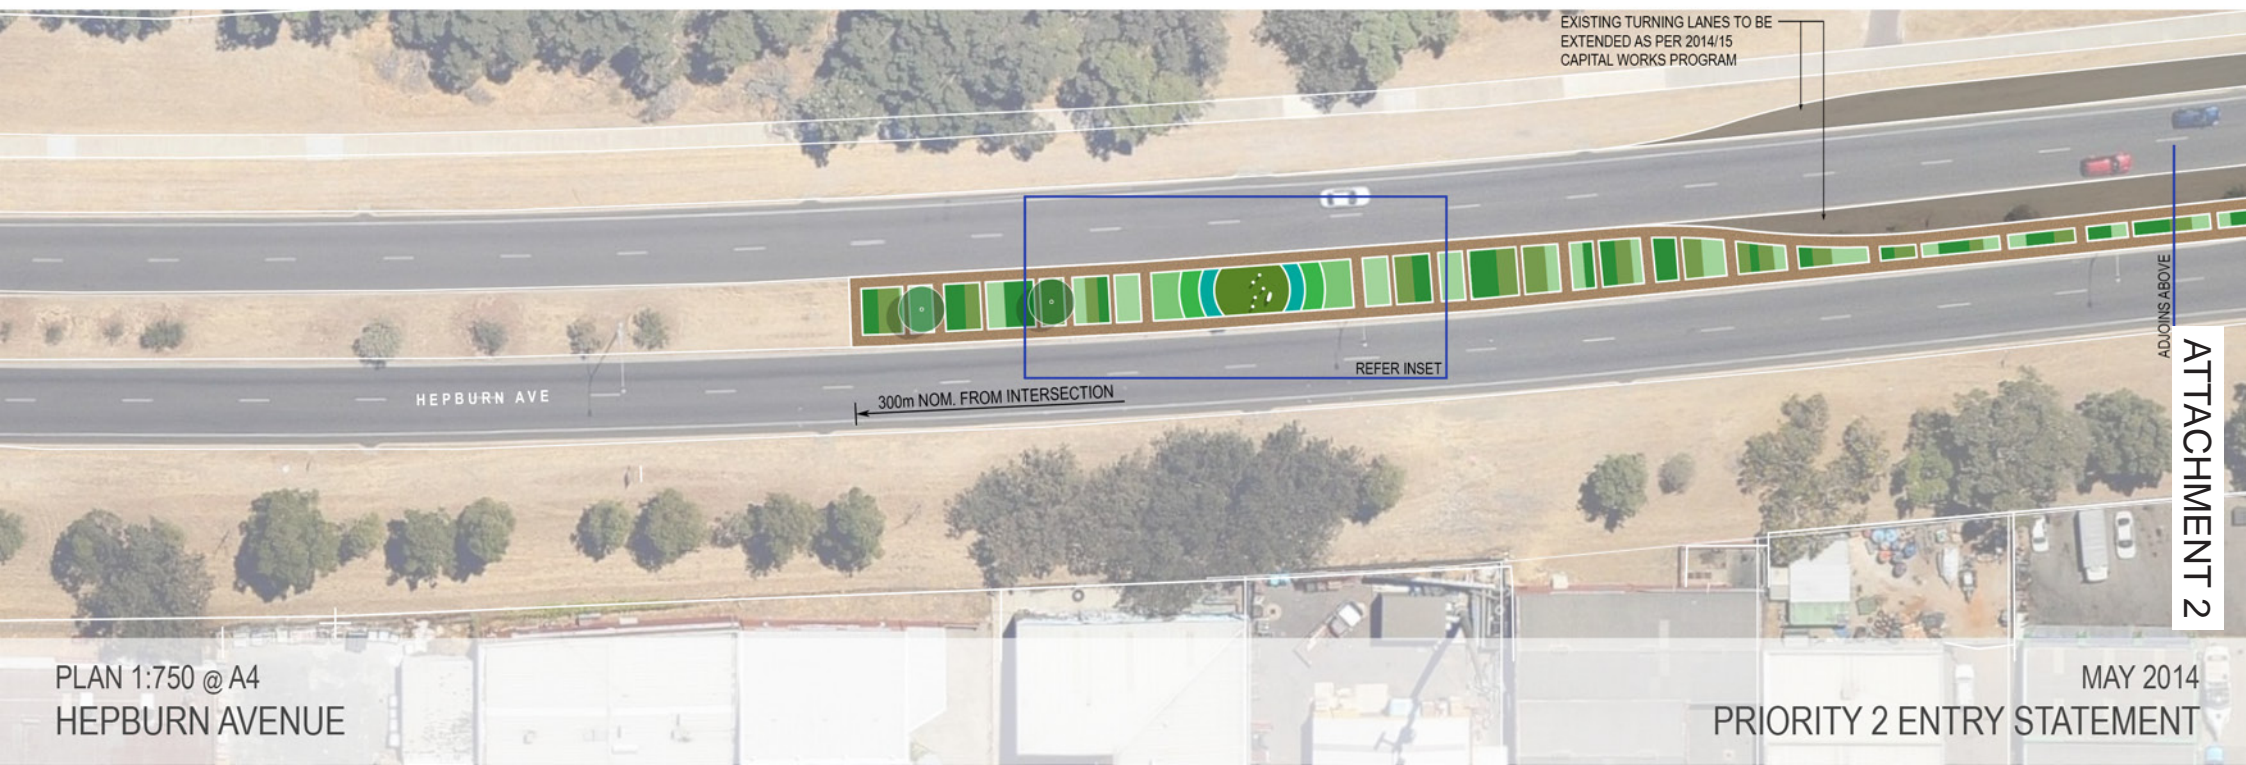 EXISTING TURNING LANES TO BE
EXTENDED AS PER 2014/15
CAPITAL WORKS PROGRAM
ADJOINS ABOVE
REFER INSET
HEPBURN AVE
300m NOM. FROM INTERSECTION
ATTACHMENT 2
PLAN 1:750 @ A4
HEPBURN AVENUE
MAY 2014
PRIORITY 2 ENTRY STATEMENT